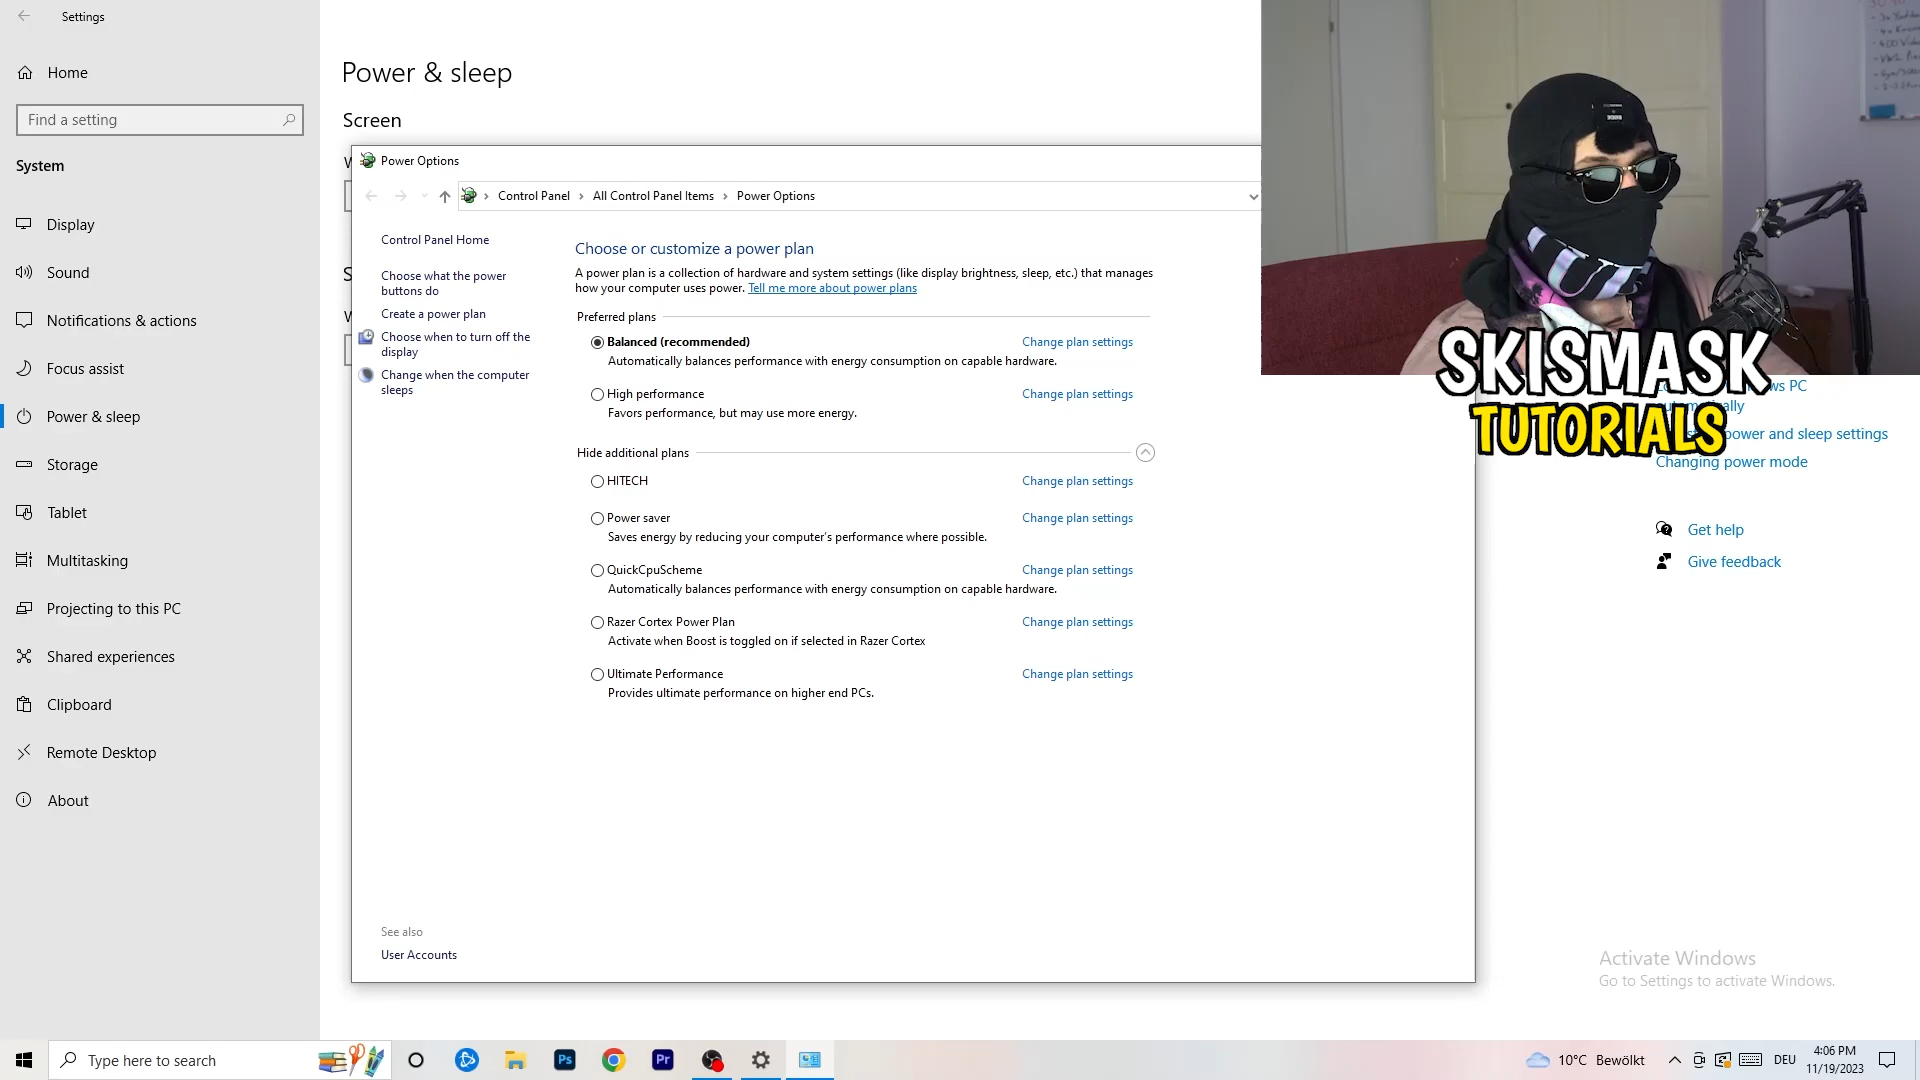 Settings
Home
Find a setting
System
Display
Sound
Notifications & actions
Focus assist
Power & sleep
Storage
Tablet
Multitasking
Projecting to this PC
Shared experiences
Clipboard
Remote Desktop
About
Power & sleep
Screen
Power Options
Control Panel
All Control Panel Items
Power Options
Control Panel Home
Choose what the power
buttons do
Create a power plan
Choose when to turn off the
display
Change when the computer
sleeps
See also
User Accounts
Choose or customize a power plan
A power plan is a collection of hardware and system settings (like display brightness, sleep, etc.) that manages
how your computer uses power. Tell me more about power plans
Preferred plans
Balanced (recommended) Change plan settings
Automatically balances performance with energy consumption on capable hardware.
High performance Change plan settings
Favors performance, but may use more energy.
Hide additional plans
HITECH Change plan settings
Power saver Change plan settings
Saves energy by reducing your computer's performance where possible.
QuickCpuScheme Change plan settings
Automatically balances performance with energy consumption on capable hardware.
Razer Cortex Power Plan Change plan settings
Activate when Boost is toggled on if selected in Razer Cortex
Ultimate Performance Change plan settings
Provides ultimate performance on higher end PCs.
SKISMASK
TUTORIALS
PC
power and sleep settings
Changing power mode
Get help
Give feedback
Activate Windows
Go to Settings to activate Windows.
Type here to search
Ps
Pr
10°C Bewölkt
DEU
4:06 PM
11/19/2023